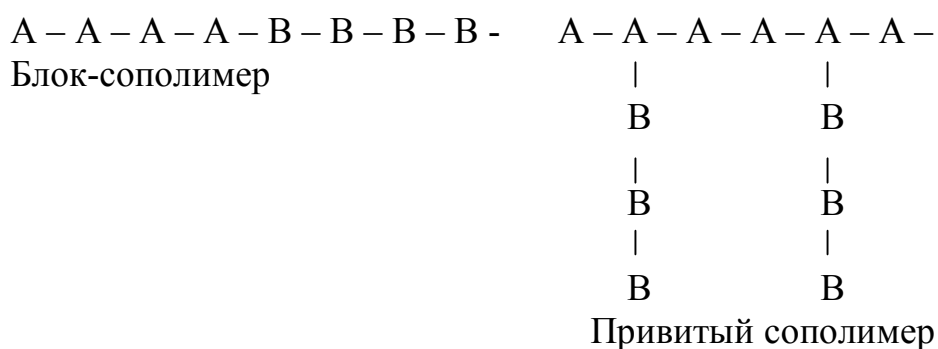 А – А – А – А – В – В – В – В -     А – А – А – А – А – А –
Блок-сополимер     |     |
В     В
|     |
В     В
|     |
В     В
Привитый сополимер